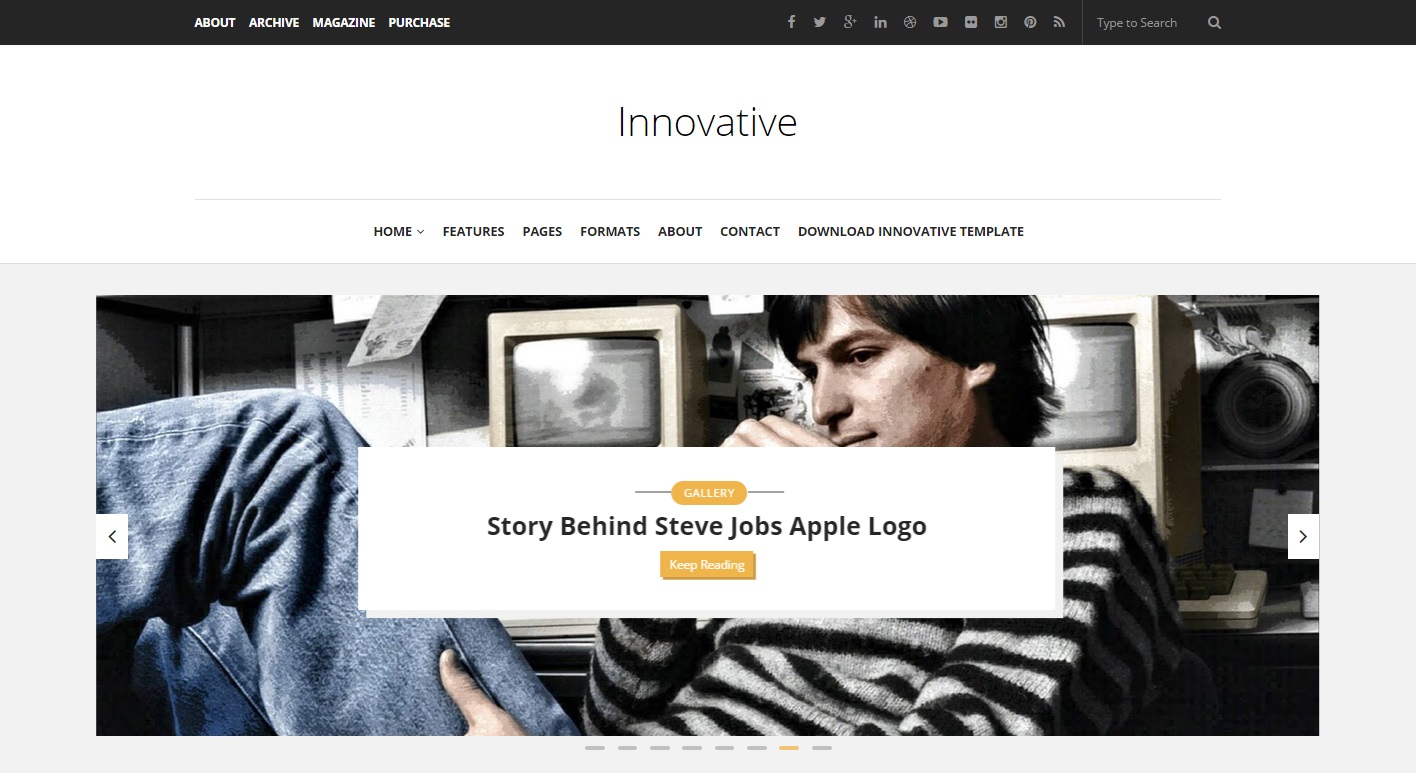 ABOUT ARCHIVE MAGAZINE PURCHASE Type to Search
Innovative
HOME FEATURES PAGES FORMATS ABOUT CONTACT DOWNLOAD INNOVATIVE TEMPLATE
GALLERY
Story Behind Steve Jobs Apple Logo
Keep Reading